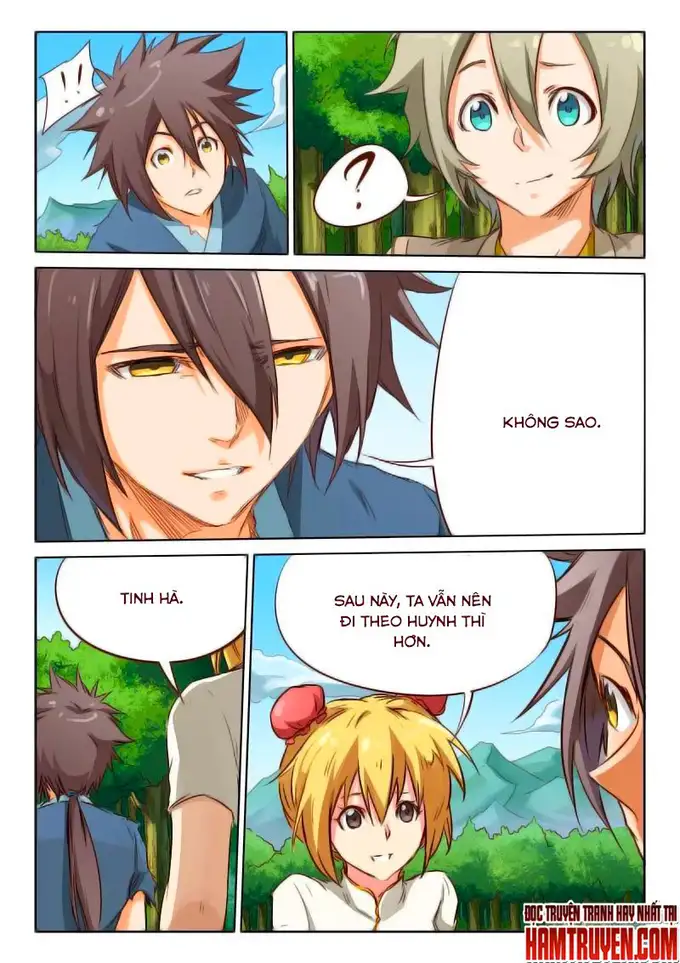 !!
?
KHÔNG SAO.
TINH HÀ.
SAU NÀY, TA VẪN NÊN
ĐI THEO HUYNH THÌ
HƠN.
ĐỌC TRUYỆN TRANH HAY NHẤT TẠI
HAMTRUYEN.COM